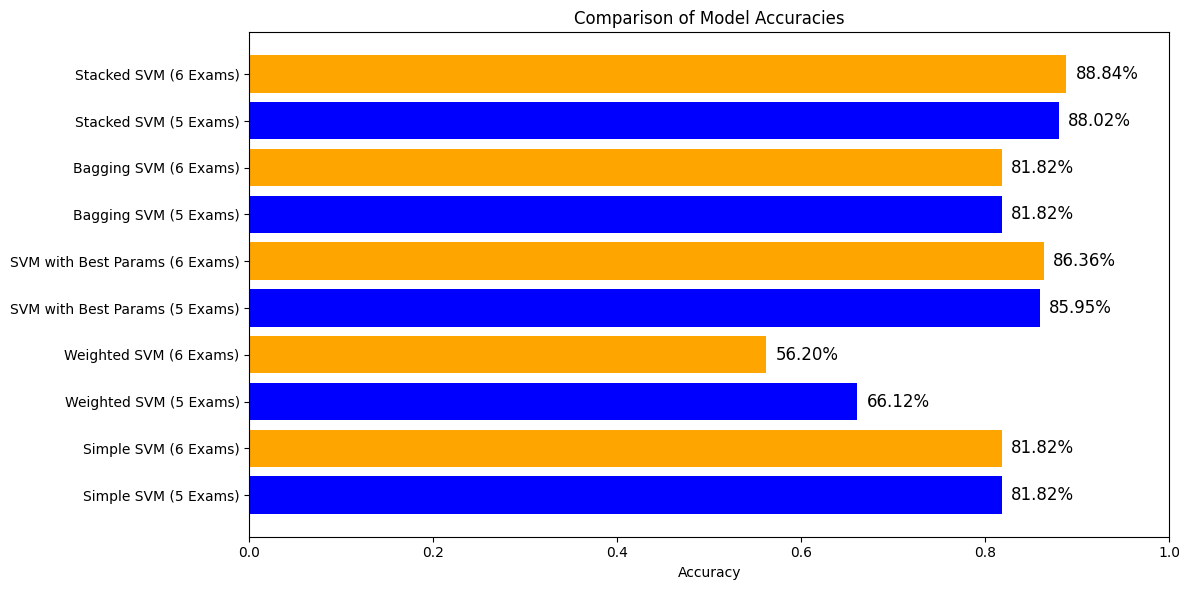 Comparison of Model Accuracies
Stacked SVM (6 Exams) 88.84%
Stacked SVM (5 Exams) 88.02%
Bagging SVM (6 Exams) 81.82%
Bagging SVM (5 Exams) 81.82%
SVM with Best Params (6 Exams) 86.36%
SVM with Best Params (5 Exams) 85.95%
Weighted SVM (6 Exams) 56.20%
Weighted SVM (5 Exams) 66.12%
Simple SVM (6 Exams) 81.82%
Simple SVM (5 Exams) 81.82%
0.0 0.2 0.4 0.6 0.8 1.0
Accuracy